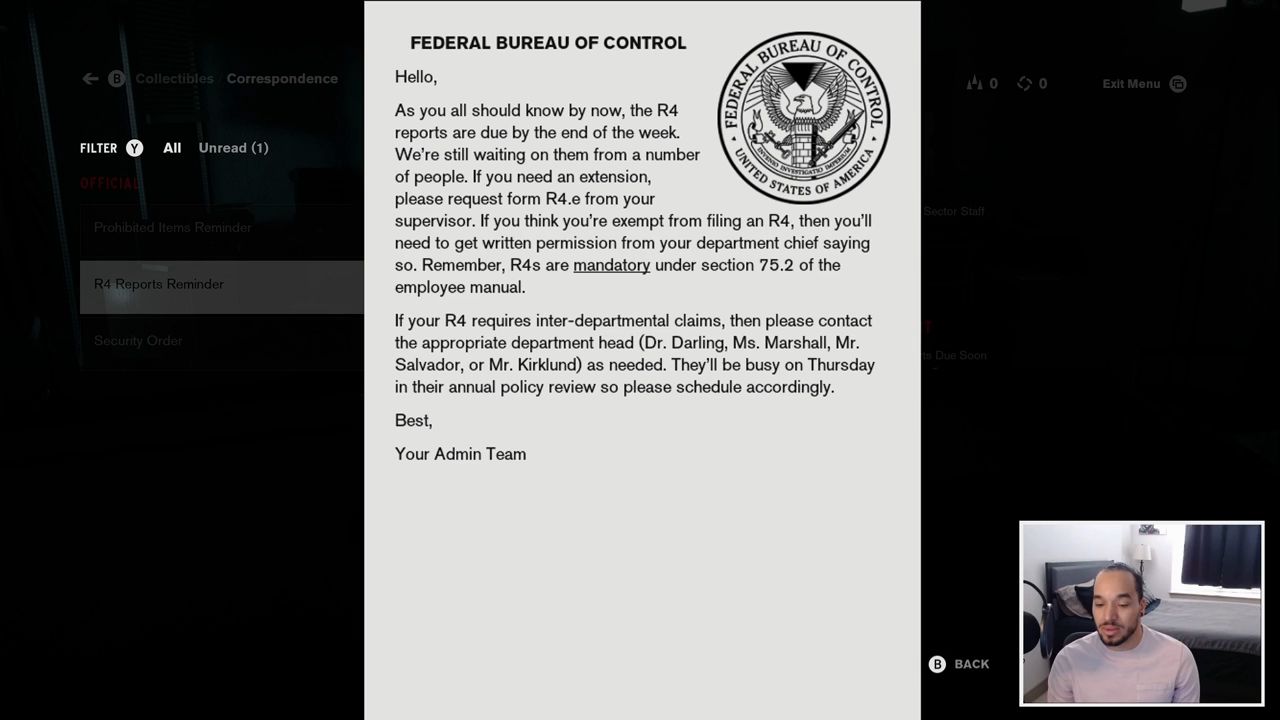 FEDERAL BUREAU OF CONTROL
Hello,
As you all should know by now, the R4
reports are due by the end of the week.
We're still waiting on them from a number
of people. If you need an extension,
please request form R4.e from your
supervisor. If you think you're exempt from filing an R4, then you'll
need to get written permission from your department chief saying
so. Remember, R4s are mandatory under section 75.2 of the
employee manual.
If your R4 requires inter-departmental claims, then please contact
the appropriate department head (Dr. Darling, Ms. Marshall, Mr.
Salvador, or Mr. Kirklund) as needed. They'll be busy on Thursday
in their annual policy review so please schedule accordingly.
Best,
Your Admin Team
FEDERAL BUREAU OF CONTROL
INVENIO INVESTIGATIO IMPERIUM
UNITED STATES OF AMERICA
B Collectibles Correspondence
0 0 Exit Menu
FILTER Y All Unread (1)
OFFICIAL
Prohibited Items Reminder
R4 Reports Reminder
Security Order
Sector Staff
T
ts Due Soon
B BACK